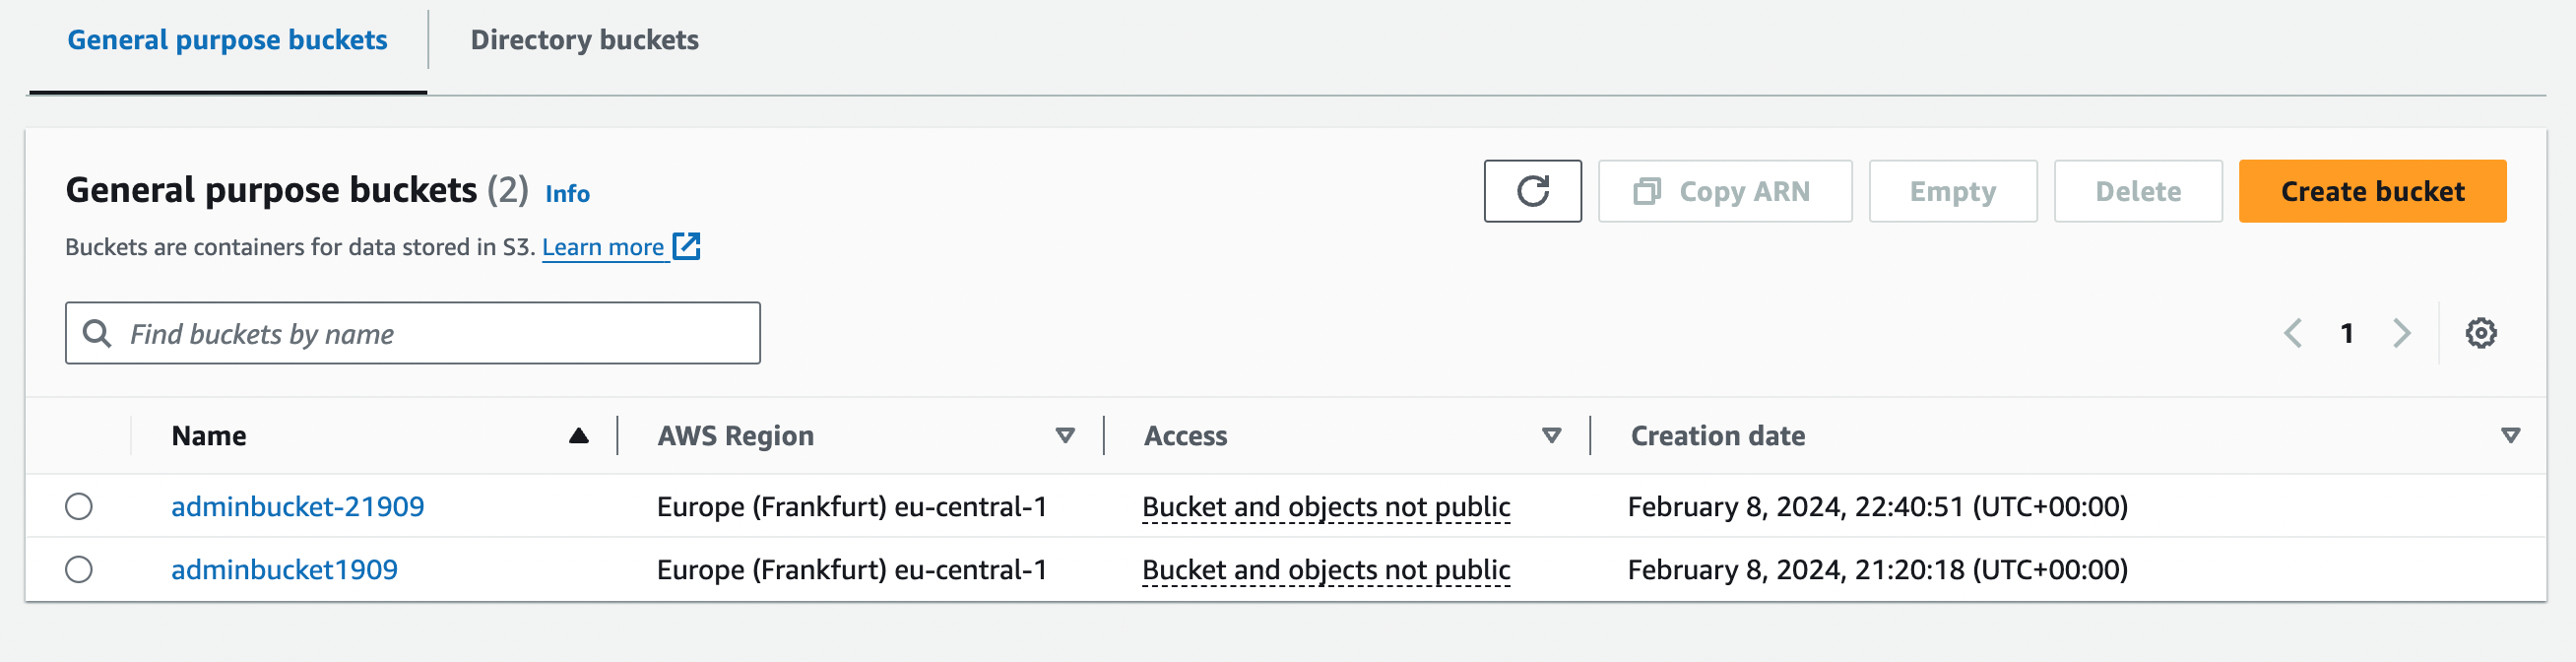 General purpose buckets
Directory buckets
General purpose buckets (2) Info
Buckets are containers for data stored in S3. Learn more
Copy ARN
Empty
Delete
Create bucket
Find buckets by name
1
Name AWS Region Access Creation date
adminbucket-21909 Europe (Frankfurt) eu-central-1 Bucket and objects not public February 8, 2024, 22:40:51 (UTC+00:00)
adminbucket1909 Europe (Frankfurt) eu-central-1 Bucket and objects not public February 8, 2024, 21:20:18 (UTC+00:00)